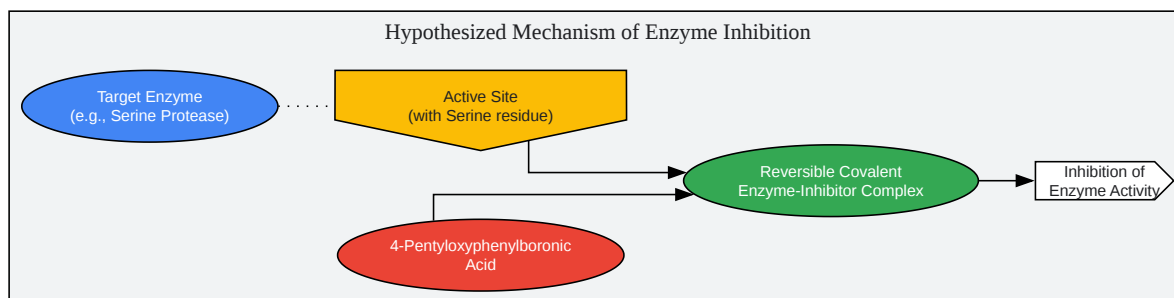 Hypothesized Mechanism of Enzyme Inhibition
Target Enzyme
(e.g., Serine Protease)
Active Site
(with Serine residue)
Reversible Covalent
Enzyme-Inhibitor Complex
Inhibition of
Enzyme Activity
4-Pentyloxyphenylboronic
Acid